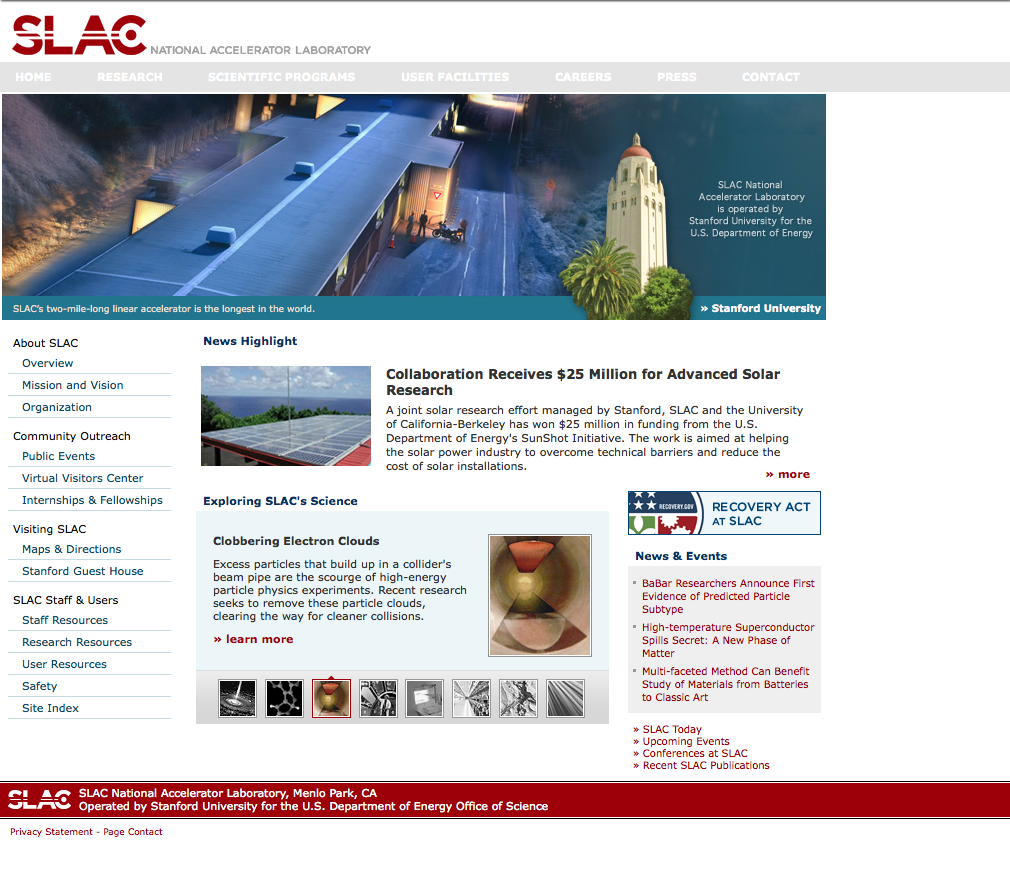 SLAC NATIONAL ACCELERATOR LABORATORY
HOME RESEARCH SCIENTIFIC PROGRAMS USER FACILITIES CAREERS PRESS CONTACT
SLAC National
Accelerator Laboratory
is operated by
Stanford University for the
U.S. Department of Energy
SLAC's two-mile-long linear accelerator is the longest in the world.
» Stanford University
About SLAC
Overview
Mission and Vision
Organization
Community Outreach
Public Events
Virtual Visitors Center
Internships & Fellowships
Visiting SLAC
Maps & Directions
Stanford Guest House
SLAC Staff & Users
Staff Resources
Research Resources
User Resources
Safety
Site Index
News Highlight
Collaboration Receives $25 Million for Advanced Solar
Research
A joint solar research effort managed by Stanford, SLAC and the University
of California-Berkeley has won $25 million in funding from the U.S.
Department of Energy's SunShot Initiative. The work is aimed at helping
the solar power industry to overcome technical barriers and reduce the
cost of solar installations.
» more
Exploring SLAC's Science
Clobbering Electron Clouds
Excess particles that build up in a collider's
beam pipe are the scourge of high-energy
particle physics experiments. Recent research
seeks to remove these particle clouds,
clearing the way for cleaner collisions.
» learn more
RECOVERY.GOV
RECOVERY ACT
AT SLAC
News & Events
BaBar Researchers Announce First
Evidence of Predicted Particle
Subtype
High-temperature Superconductor
Spills Secret: A New Phase of
Matter
Multi-faceted Method Can Benefit
Study of Materials from Batteries
to Classic Art
» SLAC Today
» Upcoming Events
» Conferences at SLAC
» Recent SLAC Publications
SLAC
SLAC National Accelerator Laboratory, Menlo Park, CA
Operated by Stanford University for the U.S. Department of Energy Office of Science
Privacy Statement - Page Contact